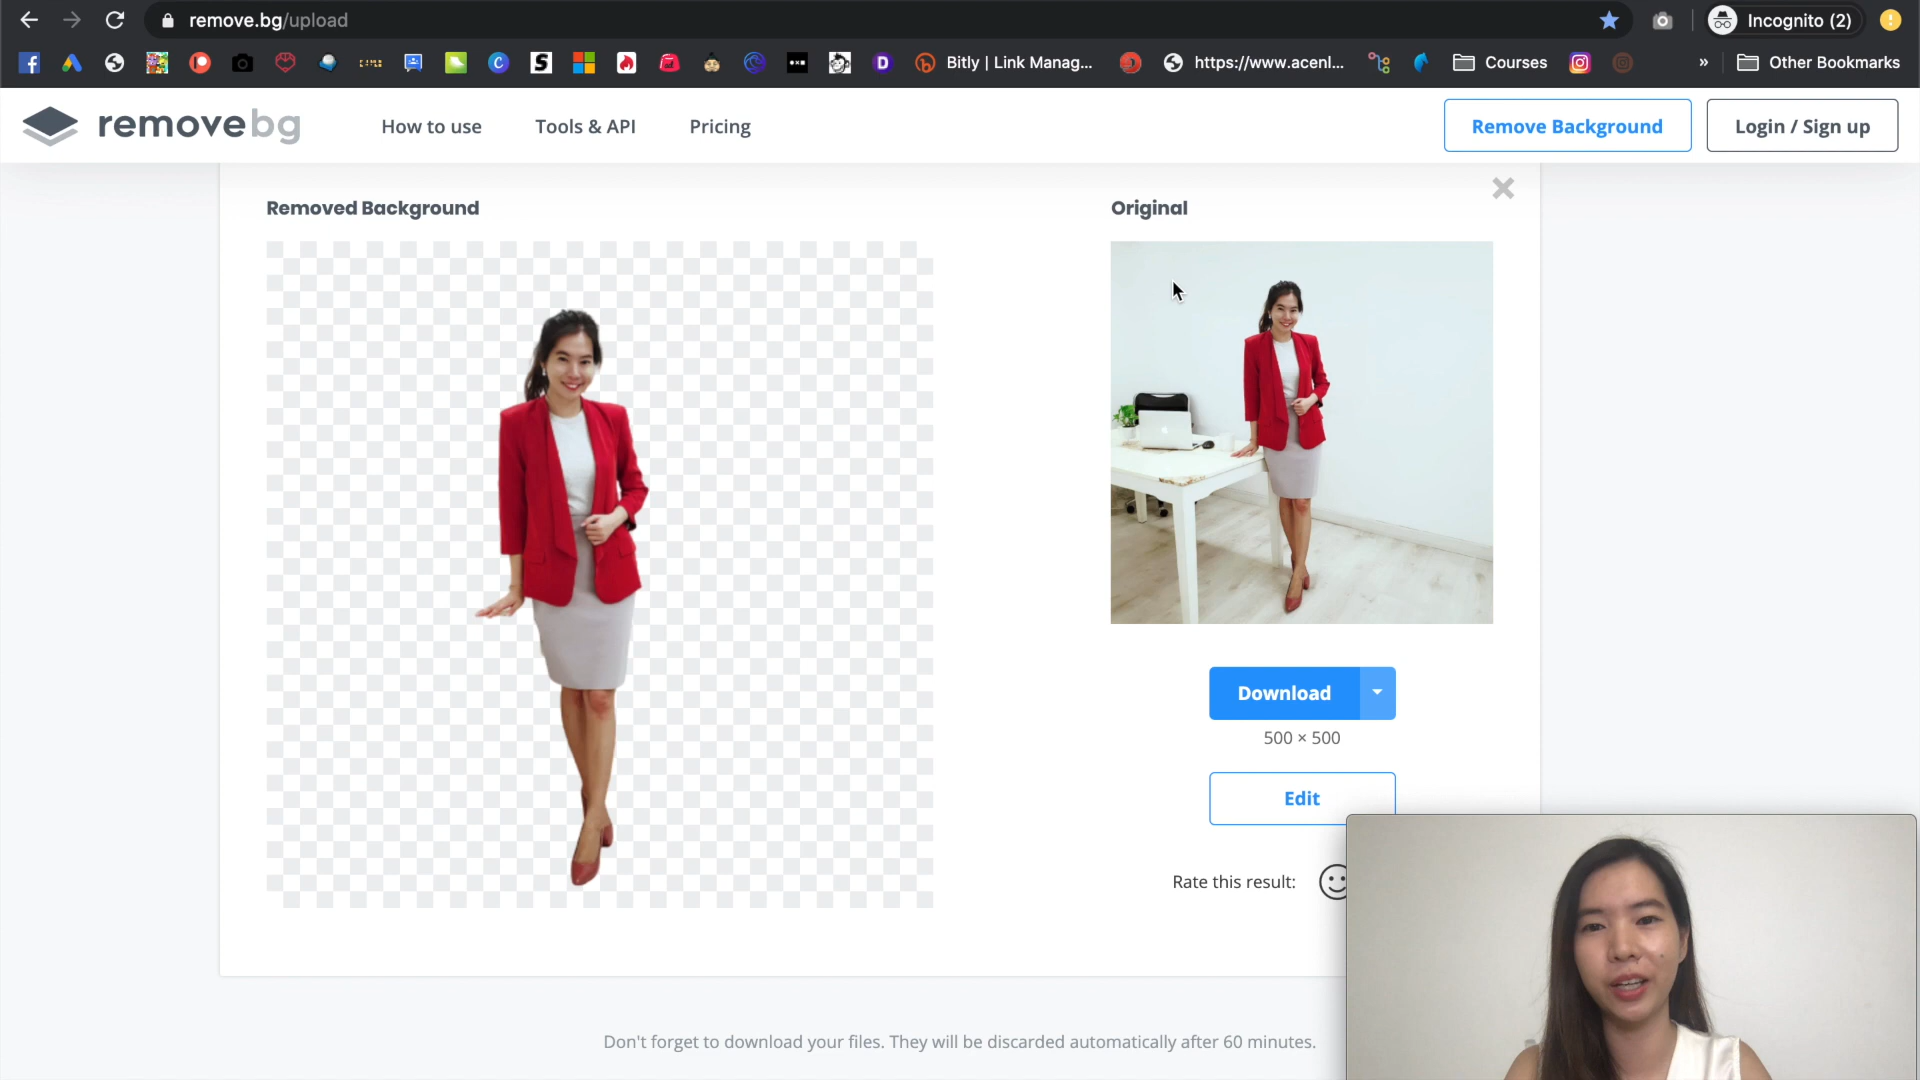 remove.bg/upload
Incognito (2)
Bitly | Link Manag...
https://www.acenl...
Courses
»
Other Bookmarks
removebg
How to use
Tools & API
Pricing
Remove Background
Login / Sign up
Removed Background
Original
Download
500 × 500
Edit
Rate this result:
Don't forget to download your files. They will be discarded automatically after 60 minutes.